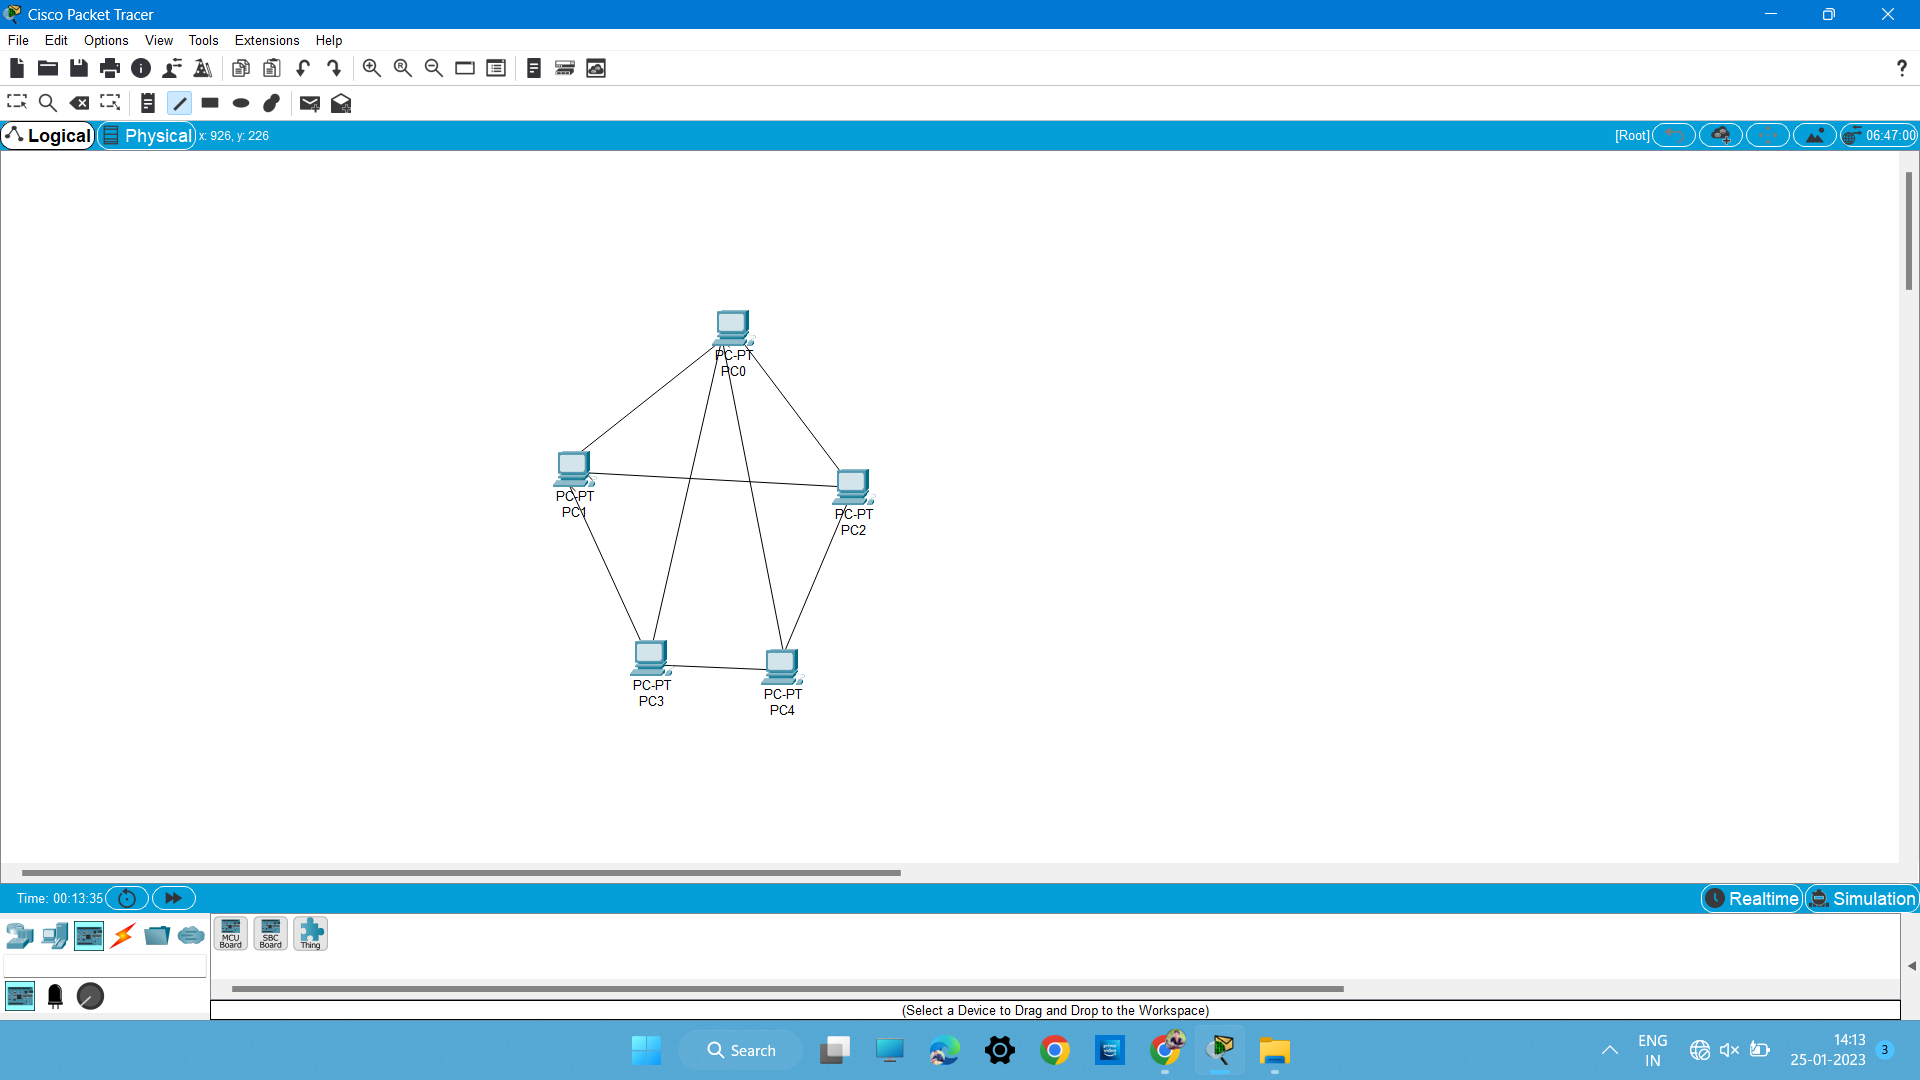 Cisco Packet Tracer
File Edit Options View Tools Extensions Help
?
Logical Physical x: 926, y: 226 [Root] 06:47:00
PC-PT
PC0
PC-PT
PC1
PC-PT
PC2
PC-PT
PC3
PC-PT
PC4
Time: 00:13:35 Realtime Simulation
MCU Board
SBC Board
Thing
(Select a Device to Drag and Drop to the Workspace)
Search
ENG
IN
14:13
25-01-2023
3